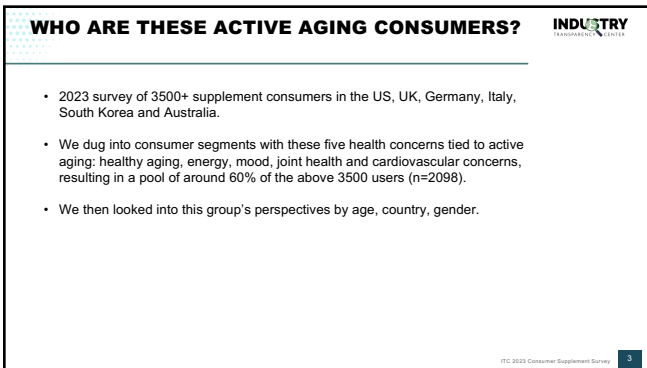 WHO ARE THESE ACTIVE AGING CONSUMERS?
INDUSTRY
TRANSPARENCY CENTER
• 2023 survey of 3500+ supplement consumers in the US, UK, Germany, Italy,
South Korea and Australia.
• We dug into consumer segments with these five health concerns tied to active
aging: healthy aging, energy, mood, joint health and cardiovascular concerns,
resulting in a pool of around 60% of the above 3500 users (n=2098).
• We then looked into this group's perspectives by age, country, gender.
ITC 2023 Consumer Supplement Survey 3